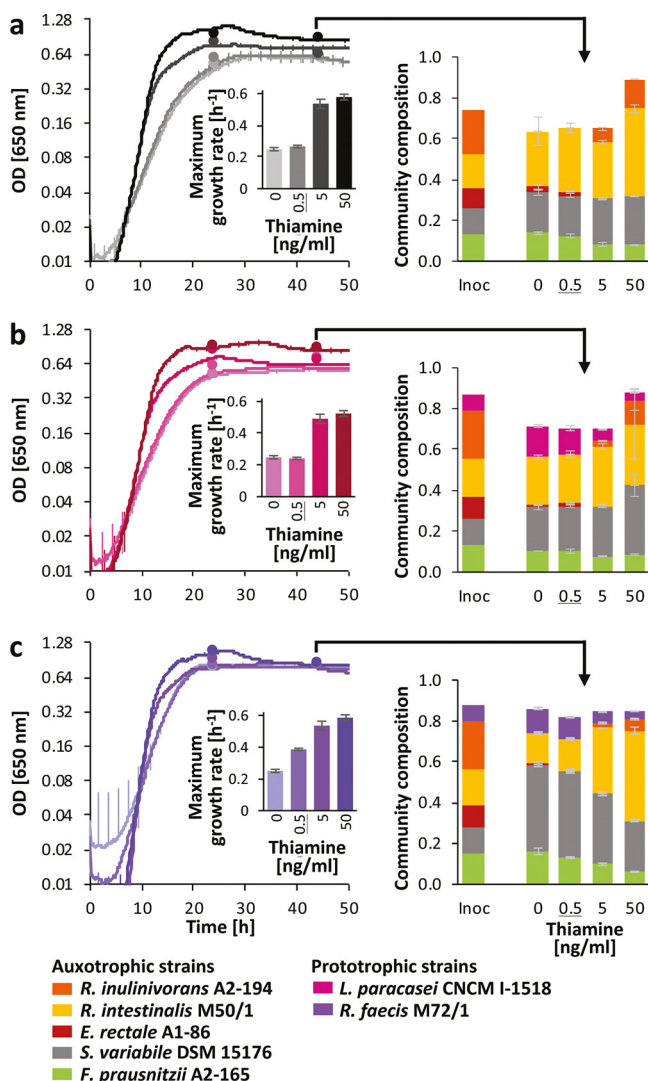 a
OD [650 nm]
1.28
0.64
0.32
0.16
0.08
0.04
0.02
0.01
0 10 20 30 40 50
Maximum
growth rate [h-1]
0.6
0.4
0.2
0
0 0.5 5 50
Thiamine
[ng/ml]
Community composition
1.0
0.8
0.6
0.4
0.2
0.0
Inoc 0 0.5 5 50
b
OD [650 nm]
1.28
0.64
0.32
0.16
0.08
0.04
0.02
0.01
0 10 20 30 40 50
Maximum
growth rate [h-1]
0.6
0.4
0.2
0
0 0.5 5 50
Thiamine
[ng/ml]
Community composition
1.0
0.8
0.6
0.4
0.2
0.0
Inoc 0 0.5 5 50
c
OD [650 nm]
1.28
0.64
0.32
0.16
0.08
0.04
0.02
0.01
0 10 20 30 40 50
Time [h]
Maximum
growth rate [h-1]
0.6
0.4
0.2
0
0 0.5 5 50
Thiamine
[ng/ml]
Community composition
1.0
0.8
0.6
0.4
0.2
0.0
Inoc 0 0.5 5 50
Thiamine
[ng/ml]
Auxotrophic strains
R. inulinivorans A2-194
R. intestinalis M50/1
E. rectale A1-86
S. variabile DSM 15176
F. prausnitzii A2-165
Prototrophic strains
L. paracasei CNCM I-1518
R. faecis M72/1